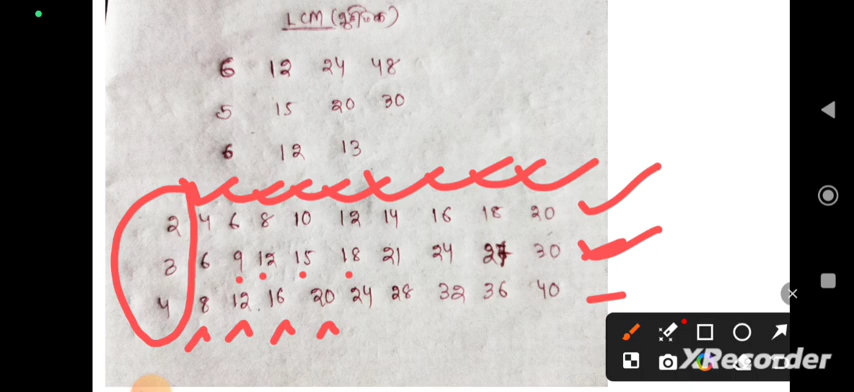 LCM
6 12 24 48
5 15 20 30
6 12 13
2 4 6 8 10 12 14 16 18 20
3 6 9 12 15 18 21 24 27 30
4 8 12 16 20 24 28 32 36 40
XRecorder